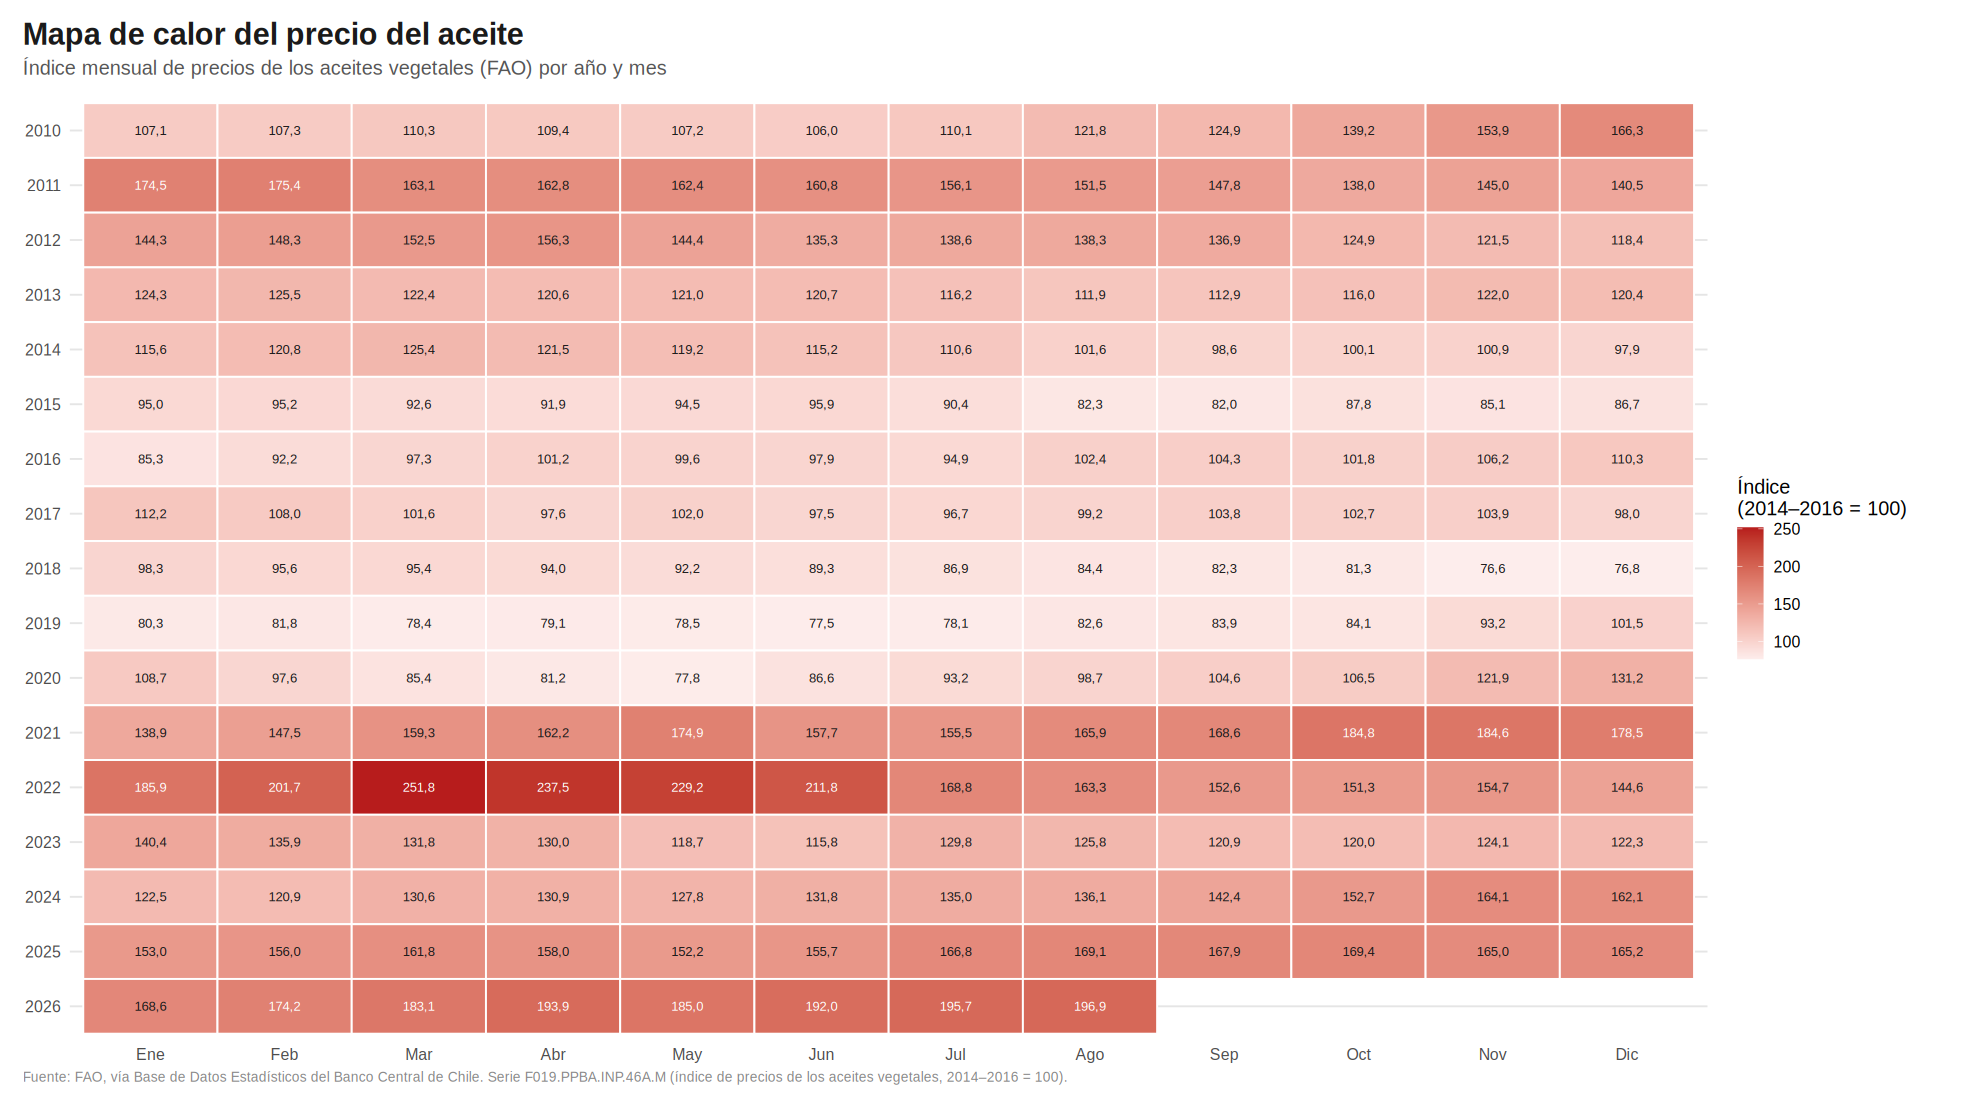 Mapa de calor del precio del aceite
Índice mensual de precios de los aceites vegetales (FAO) por año y mes
2010 107,1 107,3 110,3 109,4 107,2 106,0 110,1 121,8 124,9 139,2 153,9 166,3
2011 174,5 175,4 163,1 162,8 162,4 160,8 156,1 151,5 147,8 138,0 145,0 140,5
2012 144,3 148,3 152,5 156,3 144,4 135,3 138,6 138,3 136,9 124,9 121,5 118,4
2013 124,3 125,5 122,4 120,6 121,0 120,7 116,2 111,9 112,9 116,0 122,0 120,4
2014 115,6 120,8 125,4 121,5 119,2 115,2 110,6 101,6 98,6 100,1 100,9 97,9
2015 95,0 95,2 92,6 91,9 94,5 95,9 90,4 82,3 82,0 87,8 85,1 86,7
2016 85,3 92,2 97,3 101,2 99,6 97,9 94,9 102,4 104,3 101,8 106,2 110,3
2017 112,2 108,0 101,6 97,6 102,0 97,5 96,7 99,2 103,8 102,7 103,9 98,0
2018 98,3 95,6 95,4 94,0 92,2 89,3 86,9 84,4 82,3 81,3 76,6 76,8
2019 80,3 81,8 78,4 79,1 78,5 77,5 78,1 82,6 83,9 84,1 93,2 101,5
2020 108,7 97,6 85,4 81,2 77,8 86,6 93,2 98,7 104,6 106,5 121,9 131,2
2021 138,9 147,5 159,3 162,2 174,9 157,7 155,5 165,9 168,6 184,8 184,6 178,5
2022 185,9 201,7 251,8 237,5 229,2 211,8 168,8 163,3 152,6 151,3 154,7 144,6
2023 140,4 135,9 131,8 130,0 118,7 115,8 129,8 125,8 120,9 120,0 124,1 122,3
2024 122,5 120,9 130,6 130,9 127,8 131,8 135,0 136,1 142,4 152,7 164,1 162,1
2025 153,0 156,0 161,8 158,0 152,2 155,7 166,8 169,1 167,9 169,4 165,0 165,2
2026 168,6 174,2 183,1 193,9 185,0 192,0 195,7 196,9
Ene Feb Mar Abr May Jun Jul Ago Sep Oct Nov Dic
Índice
(2014–2016 = 100)
250
200
150
100
Fuente: FAO, vía Base de Datos Estadísticos del Banco Central de Chile. Serie F019.PPBA.INP.46A.M (índice de precios de los aceites vegetales, 2014–2016 = 100).